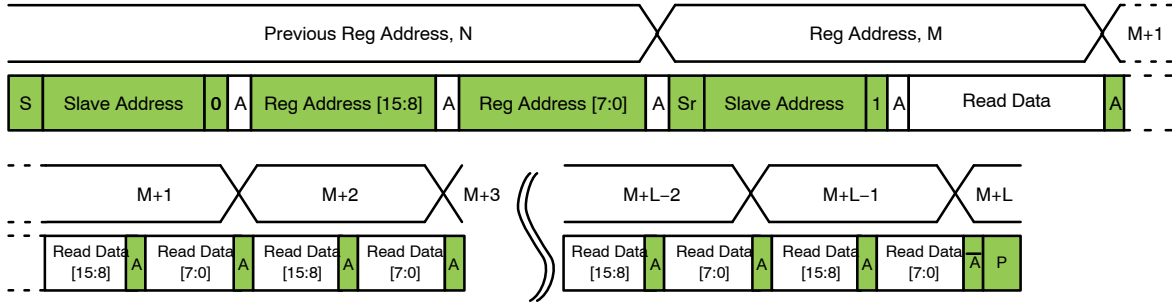 Previous Reg Address, N Reg Address, M M+1
S Slave Address 0 A Reg Address [15:8] A Reg Address [7:0] A Sr Slave Address 1 A Read Data A
M+1 M+2 M+3 M+L−2 M+L−1 M+L
Read Data Read Data Read Data Read Data Read Data Read Data Read Data Read Data
[15:8] A [7:0] A [15:8] A [7:0] A [15:8] A [7:0] A [15:8] A [7:0] A̅ P